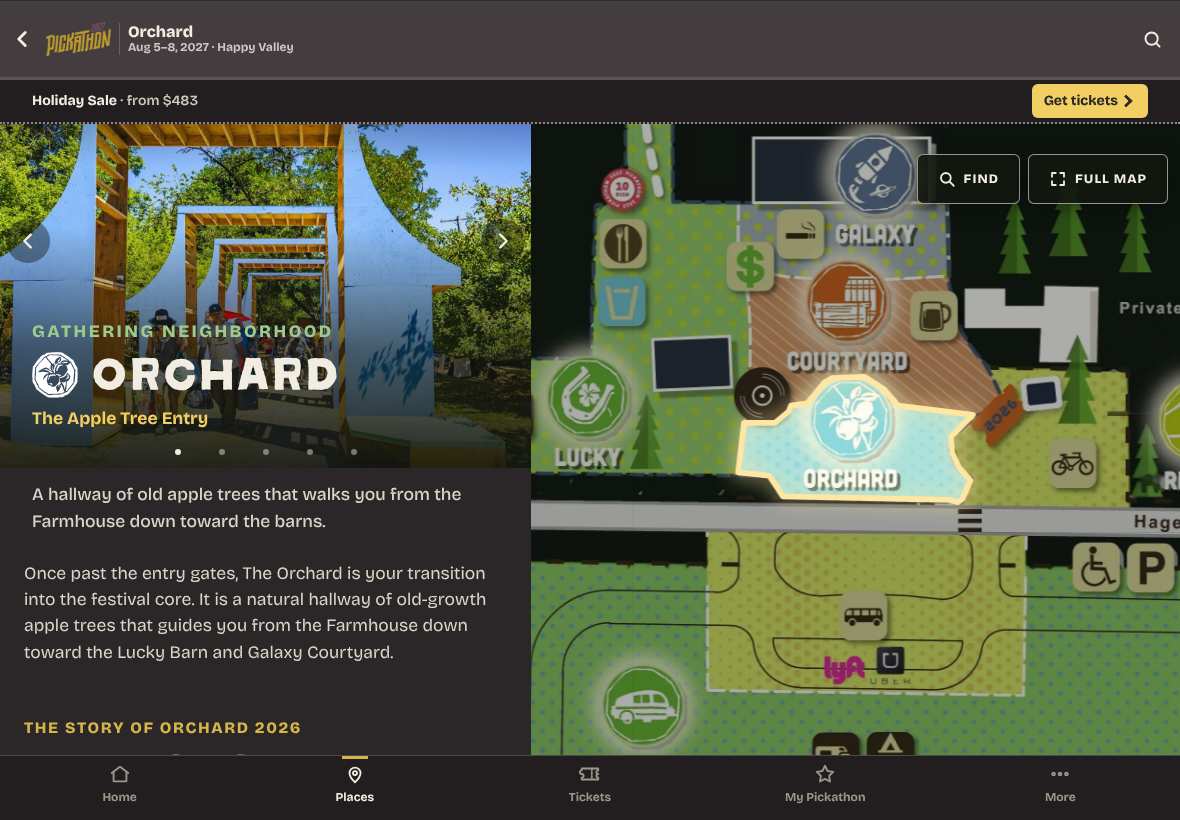 PICKATHON
Orchard
Aug 5–8, 2027 · Happy Valley
Holiday Sale · from $483
Get tickets
GATHERING NEIGHBORHOOD
ORCHARD
The Apple Tree Entry
A hallway of old apple trees that walks you from the
Farmhouse down toward the barns.
Once past the entry gates, The Orchard is your transition
into the festival core. It is a natural hallway of old-growth
apple trees that guides you from the Farmhouse down
toward the Lucky Barn and Galaxy Courtyard.
THE STORY OF ORCHARD 2026
FIND
FULL MAP
10
GALAXY
$
Private
COURTYARD
2026
LUCKY
ORCHARD
Hage
P
lyft
U
UBER
Home
Places
Tickets
My Pickathon
More